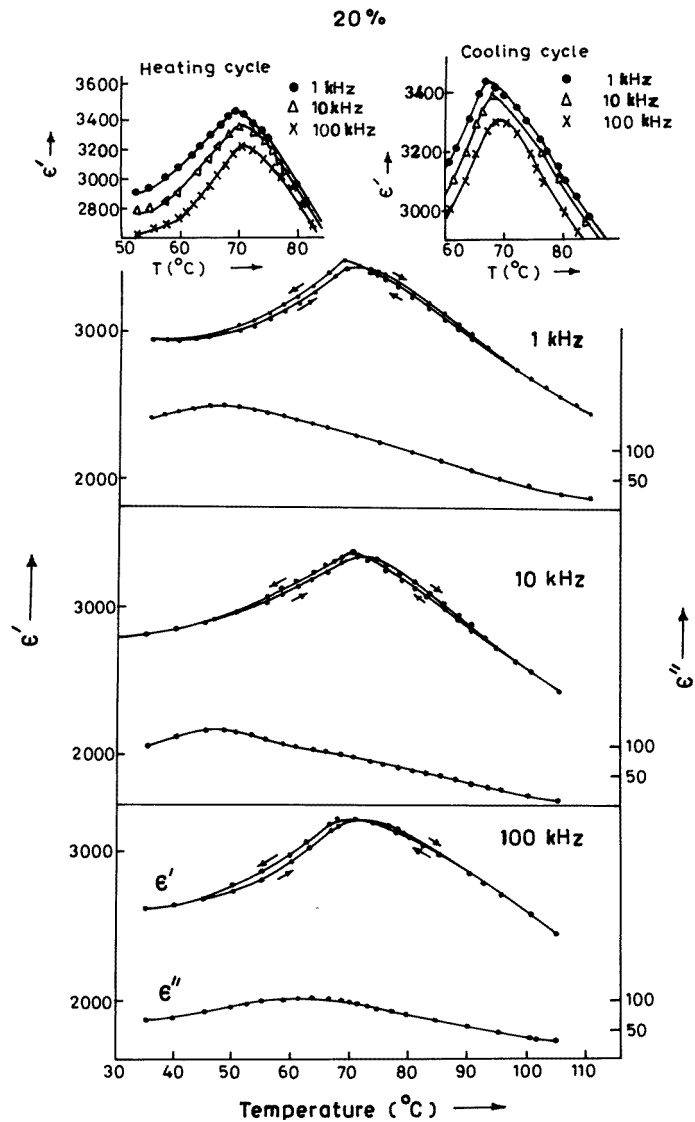 20%
Heating cycle
1 kHz
10 kHz
100 kHz
3600
3400
3200
3000
2800
ϵ′
50 60 70 80
T(°C)
Cooling cycle
1 kHz
10 kHz
100 kHz
3400
3200
3000
ϵ′
60 70 80
T (°C)
1 kHz
3000
2000
100
50
10 kHz
3000
2000
100
50
100 kHz
3000
2000
100
50
ϵ′
ϵ″
ϵ′
ϵ″
30 40 50 60 70 80 90 100 110
Temperature (°C)